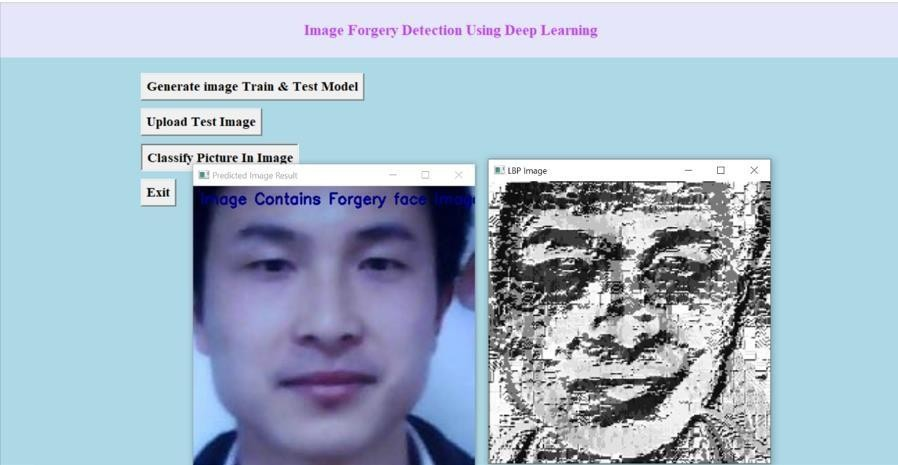 Image Forgery Detection Using Deep Learning
Generate image Train & Test Model
Upload Test Image
Classify Picture In Image
Exit
Predicted Image Result
LBP Image
Image Contains Forgery face Image